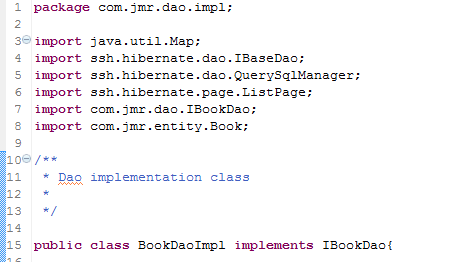 1 package com.jmr.dao.impl;
2
3 import java.util.Map;
4 import ssh.hibernate.dao.IBaseDao;
5 import ssh.hibernate.dao.QuerySqlManager;
6 import ssh.hibernate.page.ListPage;
7 import com.jmr.dao.IBookDao;
8 import com.jmr.entity.Book;
9
10 /**
11 * Dao implementation class
12 *
13 */
14
15 public class BookDaoImpl implements IBookDao{